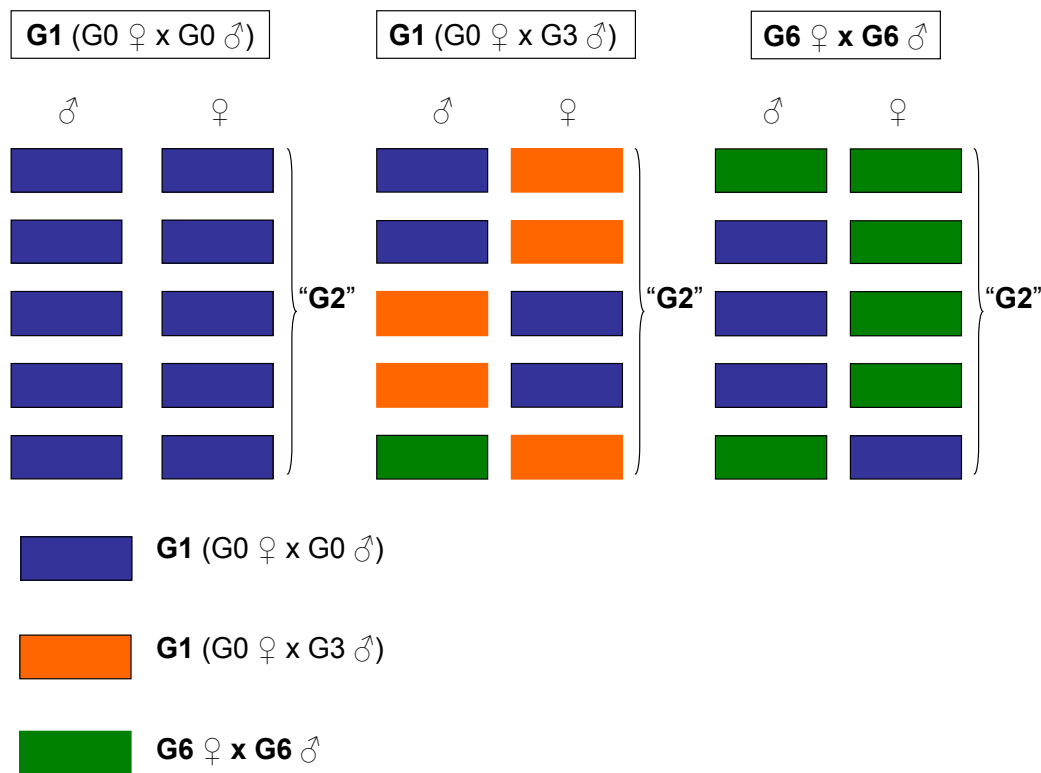 G1 (G0 ♀ x G0 ♂)
G1 (G0 ♀ x G3 ♂)
G6 ♀ x G6 ♂
♂ ♀
♂ ♀
♂ ♀
“G2”
“G2”
“G2”
G1 (G0 ♀ x G0 ♂)
G1 (G0 ♀ x G3 ♂)
G6 ♀ x G6 ♂